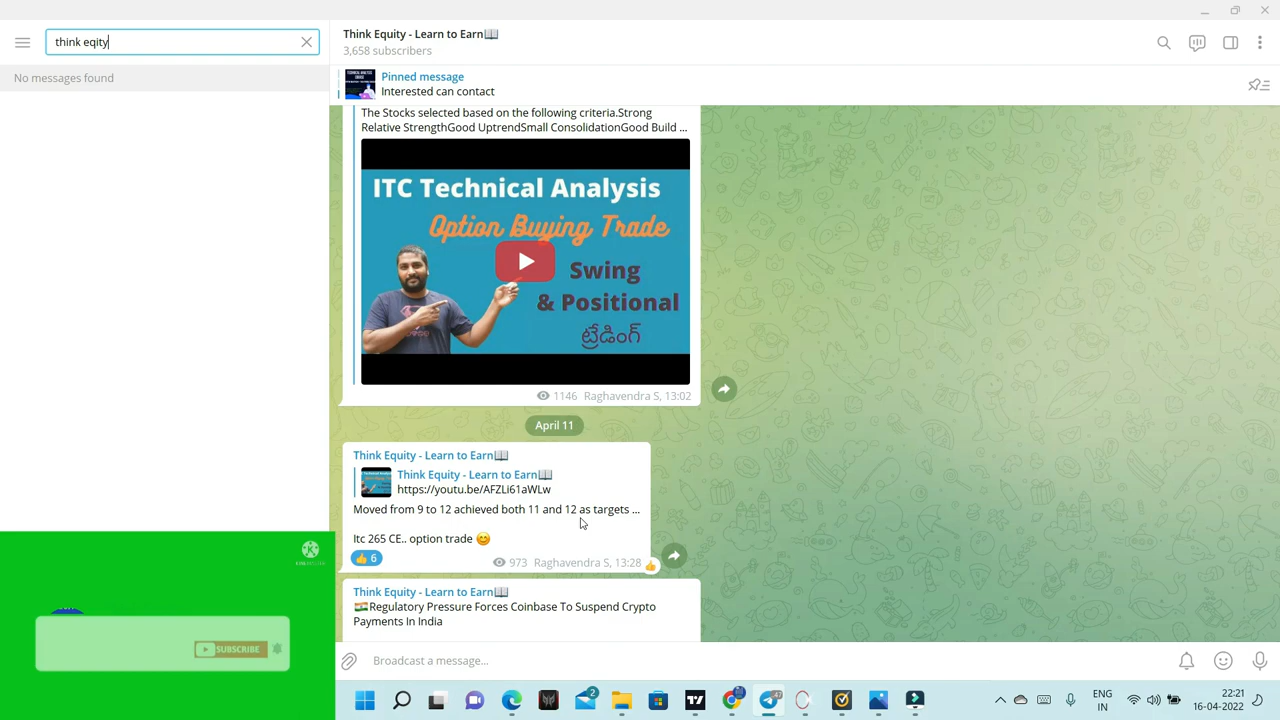 think eqity
No messages found
Think Equity - Learn to Earn📖
3,658 subscribers
Pinned message
Interested can contact
The Stocks selected based on the following criteria.Strong
Relative StrengthGood UptrendSmall ConsolidationGood Build ...
ITC Technical Analysis
Option Buying Trade
Swing
& Positional
ట్రేడింగ్
1146 Raghavendra S, 13:02
April 11
Think Equity - Learn to Earn📖
Think Equity - Learn to Earn📖
https://youtu.be/AFZLi61aWLw
Moved from 9 to 12 achieved both 11 and 12 as targets ...
Itc 265 CE.. option trade 😊
👍 6
973 Raghavendra S, 13:28
Think Equity - Learn to Earn📖
🇮🇳Regulatory Pressure Forces Coinbase To Suspend Crypto
Payments In India
Broadcast a message...
SUBSCRIBE
ENG
IN
22:21
16-04-2022